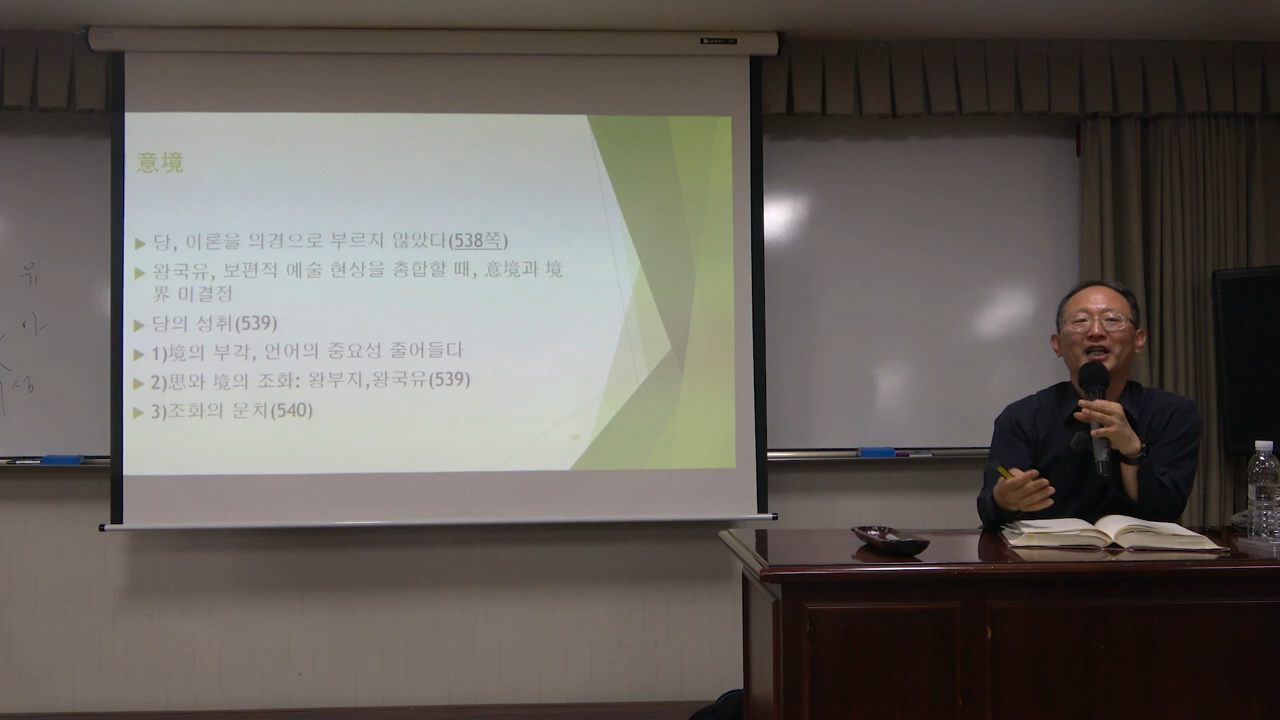 意境
당, 이론을 의경으로 부르지 않았다(538쪽)
왕국유, 보편적 예술 현상을 총합할 때, 意境과 境
界 미결정
당의 성취(539)
1)境의 부각, 언어의 중요성 줄어들다
2)思와 境의 조화: 왕부지,왕국유(539)
3)조화의 운치(540)
유